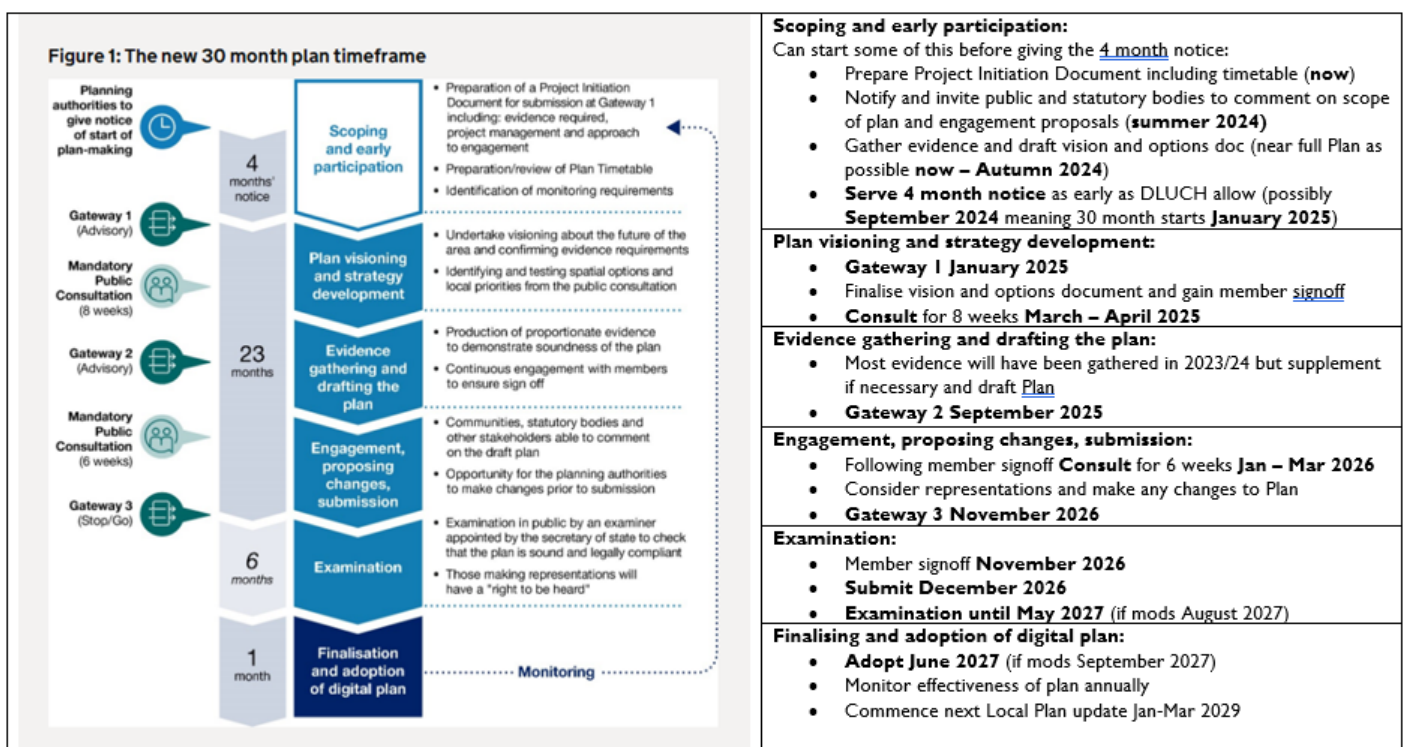 Figure 1: The new 30 month plan timeframe
Planning
authorities to
give notice
of start of
plan-making
4
months'
notice
Gateway 1
(Advisory)
Mandatory
Public
Consultation
(8 weeks)
Gateway 2
(Advisory)
23
months
Mandatory
Public
Consultation
(6 weeks)
Gateway 3
(Stop/Go)
6
months
1
month
Scoping
and early
participation
• Preparation of a Project Initiation
Document for submission at Gateway 1
including: evidence required,
project management and approach
to engagement
• Preparation/review of Plan Timetable
• Identification of monitoring requirements
Plan visioning
and strategy
development
• Undertake visioning about the future of the
area and confirming evidence requirements
• Identifying and testing spatial options and
local priorities from the public consultation
Evidence
gathering and
drafting the
plan
• Production of proportionate evidence
to demonstrate soundness of the plan
• Continuous engagement with members
to ensure sign off
Engagement,
proposing
changes,
submission
• Communities, statutory bodies and
other stakeholders able to comment
on the draft plan
• Opportunity for the planning authorities
to make changes prior to submission
Examination
• Examination in public by an examiner
appointed by the secretary of state to check
that the plan is sound and legally compliant
• Those making representations will
have a "right to be heard"
Finalisation
and adoption
of digital plan
Monitoring
Scoping and early participation:
Can start some of this before giving the 4 month notice:
• Prepare Project Initiation Document including timetable (now)
• Notify and invite public and statutory bodies to comment on scope
of plan and engagement proposals (summer 2024)
• Gather evidence and draft vision and options doc (near full Plan as
possible now – Autumn 2024)
• Serve 4 month notice as early as DLUCH allow (possibly
September 2024 meaning 30 month starts January 2025)
Plan visioning and strategy development:
• Gateway 1 January 2025
• Finalise vision and options document and gain member signoff
• Consult for 8 weeks March – April 2025
Evidence gathering and drafting the plan:
• Most evidence will have been gathered in 2023/24 but supplement
if necessary and draft Plan
• Gateway 2 September 2025
Engagement, proposing changes, submission:
• Following member signoff Consult for 6 weeks Jan – Mar 2026
• Consider representations and make any changes to Plan
• Gateway 3 November 2026
Examination:
• Member signoff November 2026
• Submit December 2026
• Examination until May 2027 (if mods August 2027)
Finalising and adoption of digital plan:
• Adopt June 2027 (if mods September 2027)
• Monitor effectiveness of plan annually
• Commence next Local Plan update Jan-Mar 2029